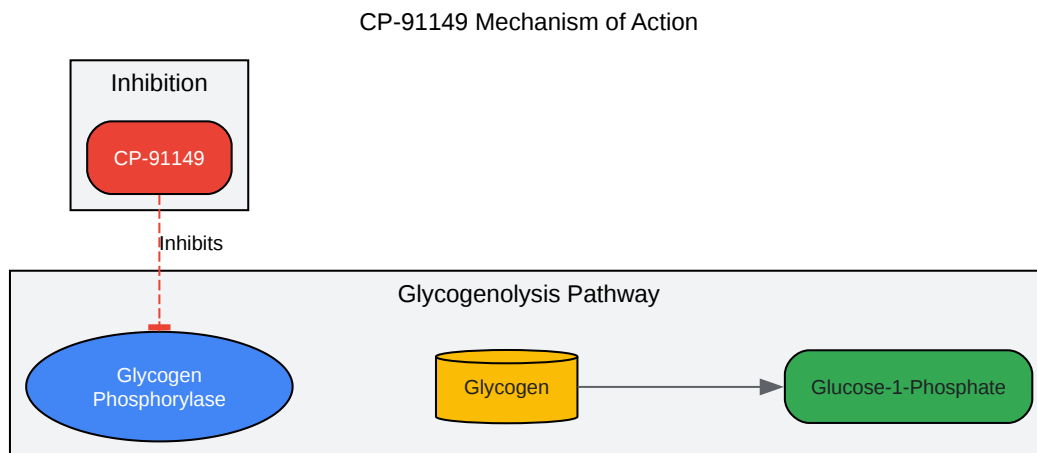 CP-91149 Mechanism of Action
Inhibition
CP-91149
Inhibits
Glycogenolysis Pathway
Glycogen
Phosphorylase
Glycogen
Glucose-1-Phosphate